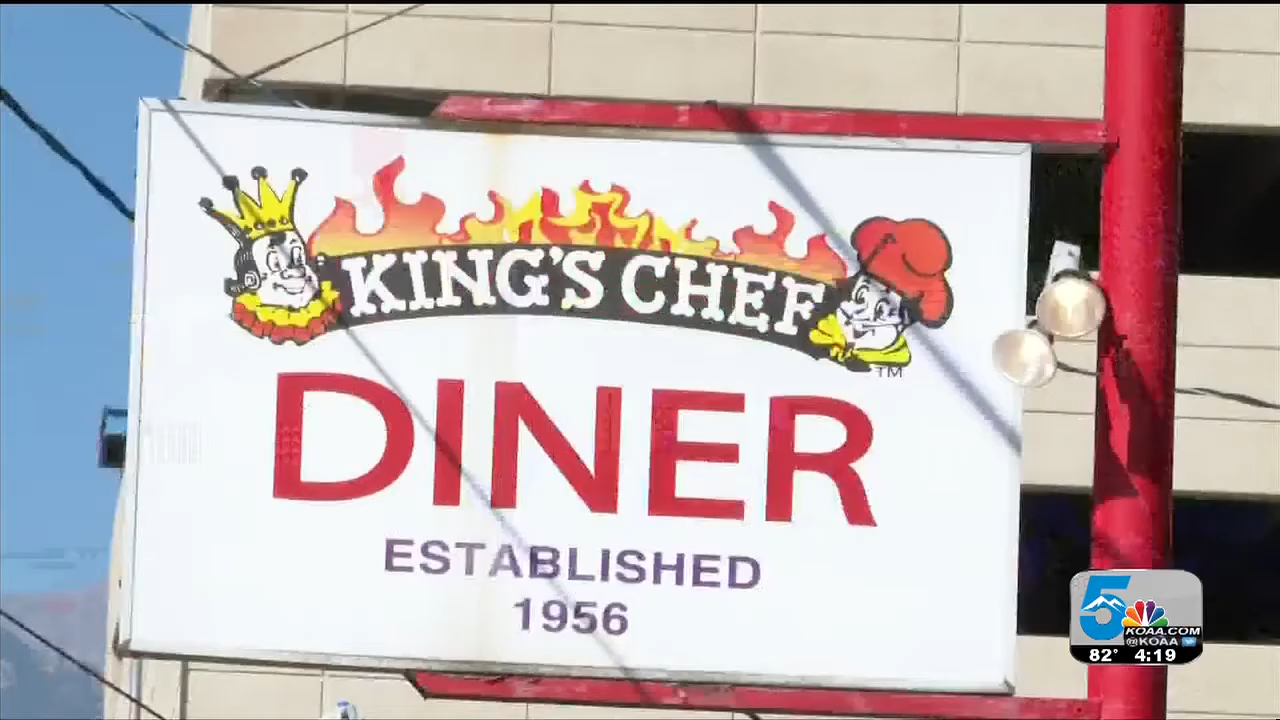 KING'S CHEF
TM
DINER
ESTABLISHED
1956
5
KOAA.COM
@KOAA
82° 4:19